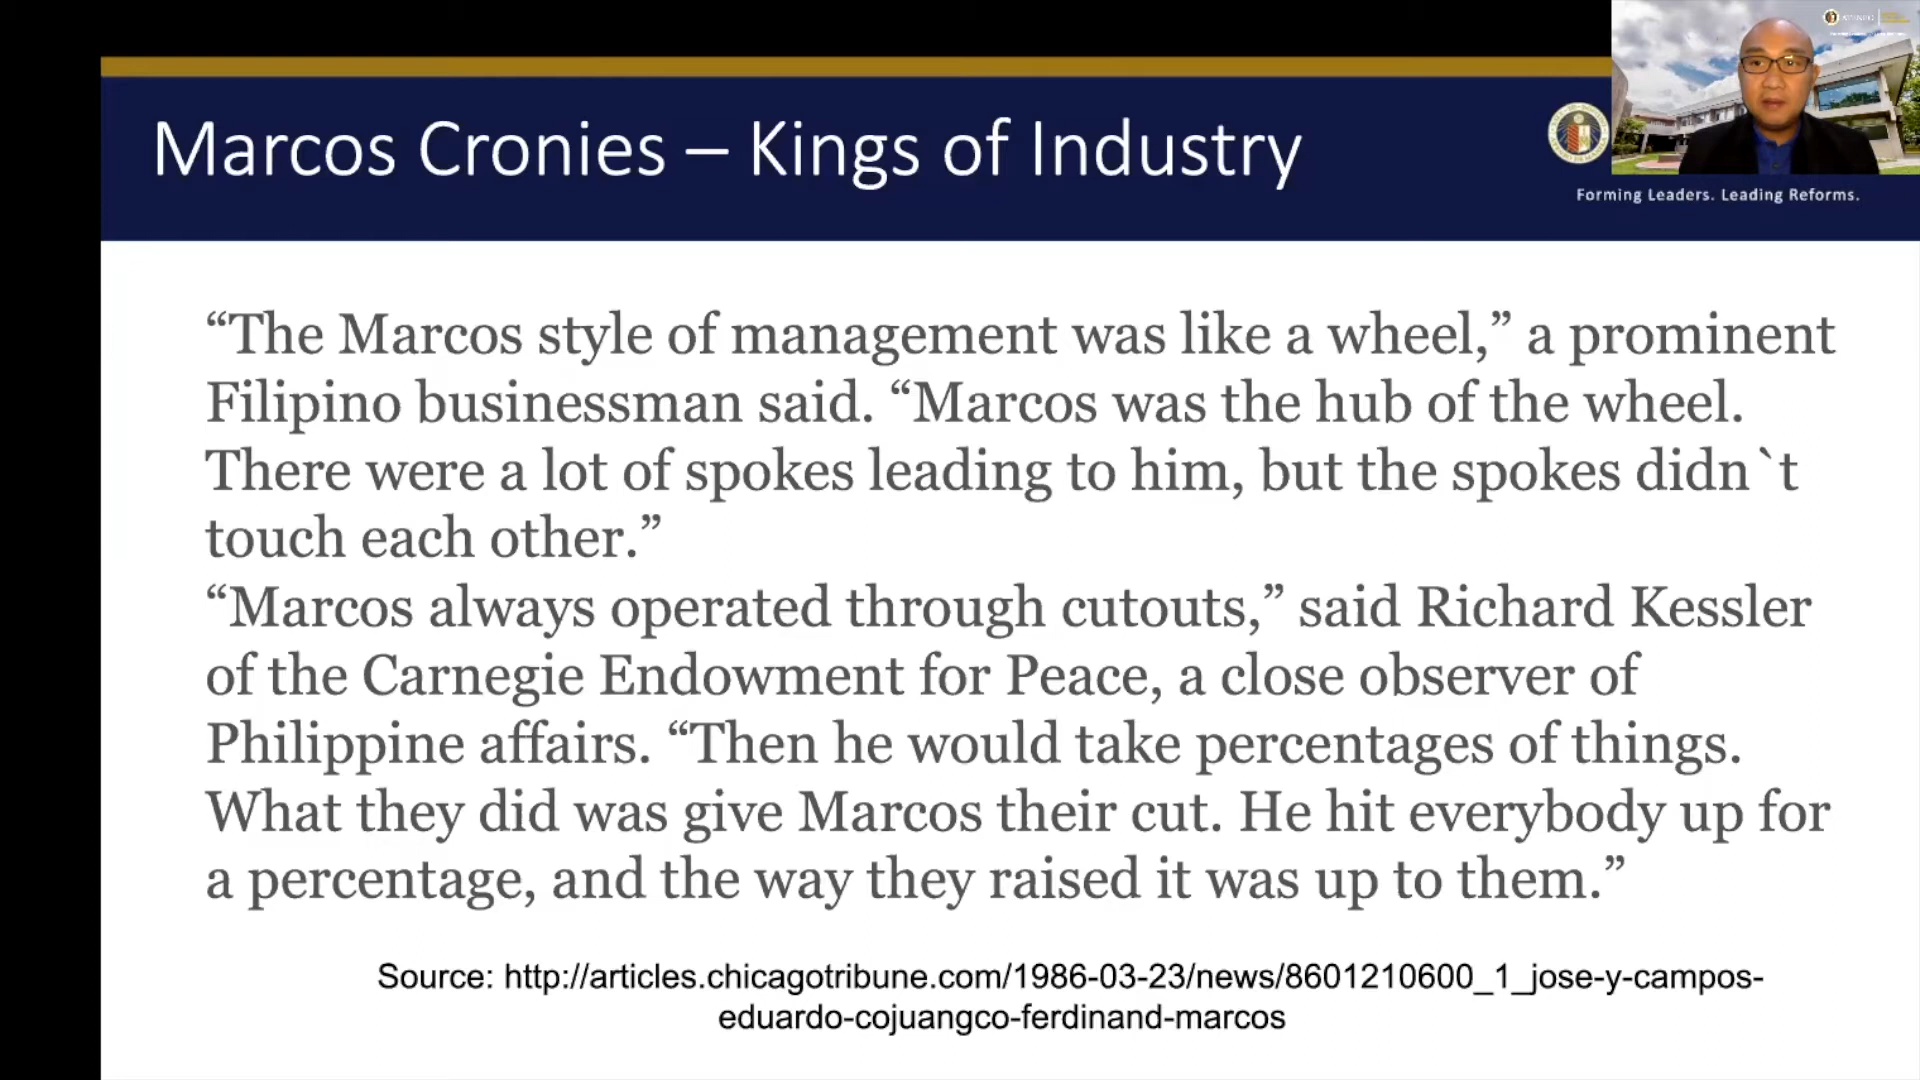 Marcos Cronies – Kings of Industry
Forming Leaders. Leading Reforms.
“The Marcos style of management was like a wheel,” a prominent
Filipino businessman said. “Marcos was the hub of the wheel.
There were a lot of spokes leading to him, but the spokes didn`t
touch each other.”
“Marcos always operated through cutouts,” said Richard Kessler
of the Carnegie Endowment for Peace, a close observer of
Philippine affairs. “Then he would take percentages of things.
What they did was give Marcos their cut. He hit everybody up for
a percentage, and the way they raised it was up to them.”
Source: http://articles.chicagotribune.com/1986-03-23/news/8601210600_1_jose-y-campos-
eduardo-cojuangco-ferdinand-marcos